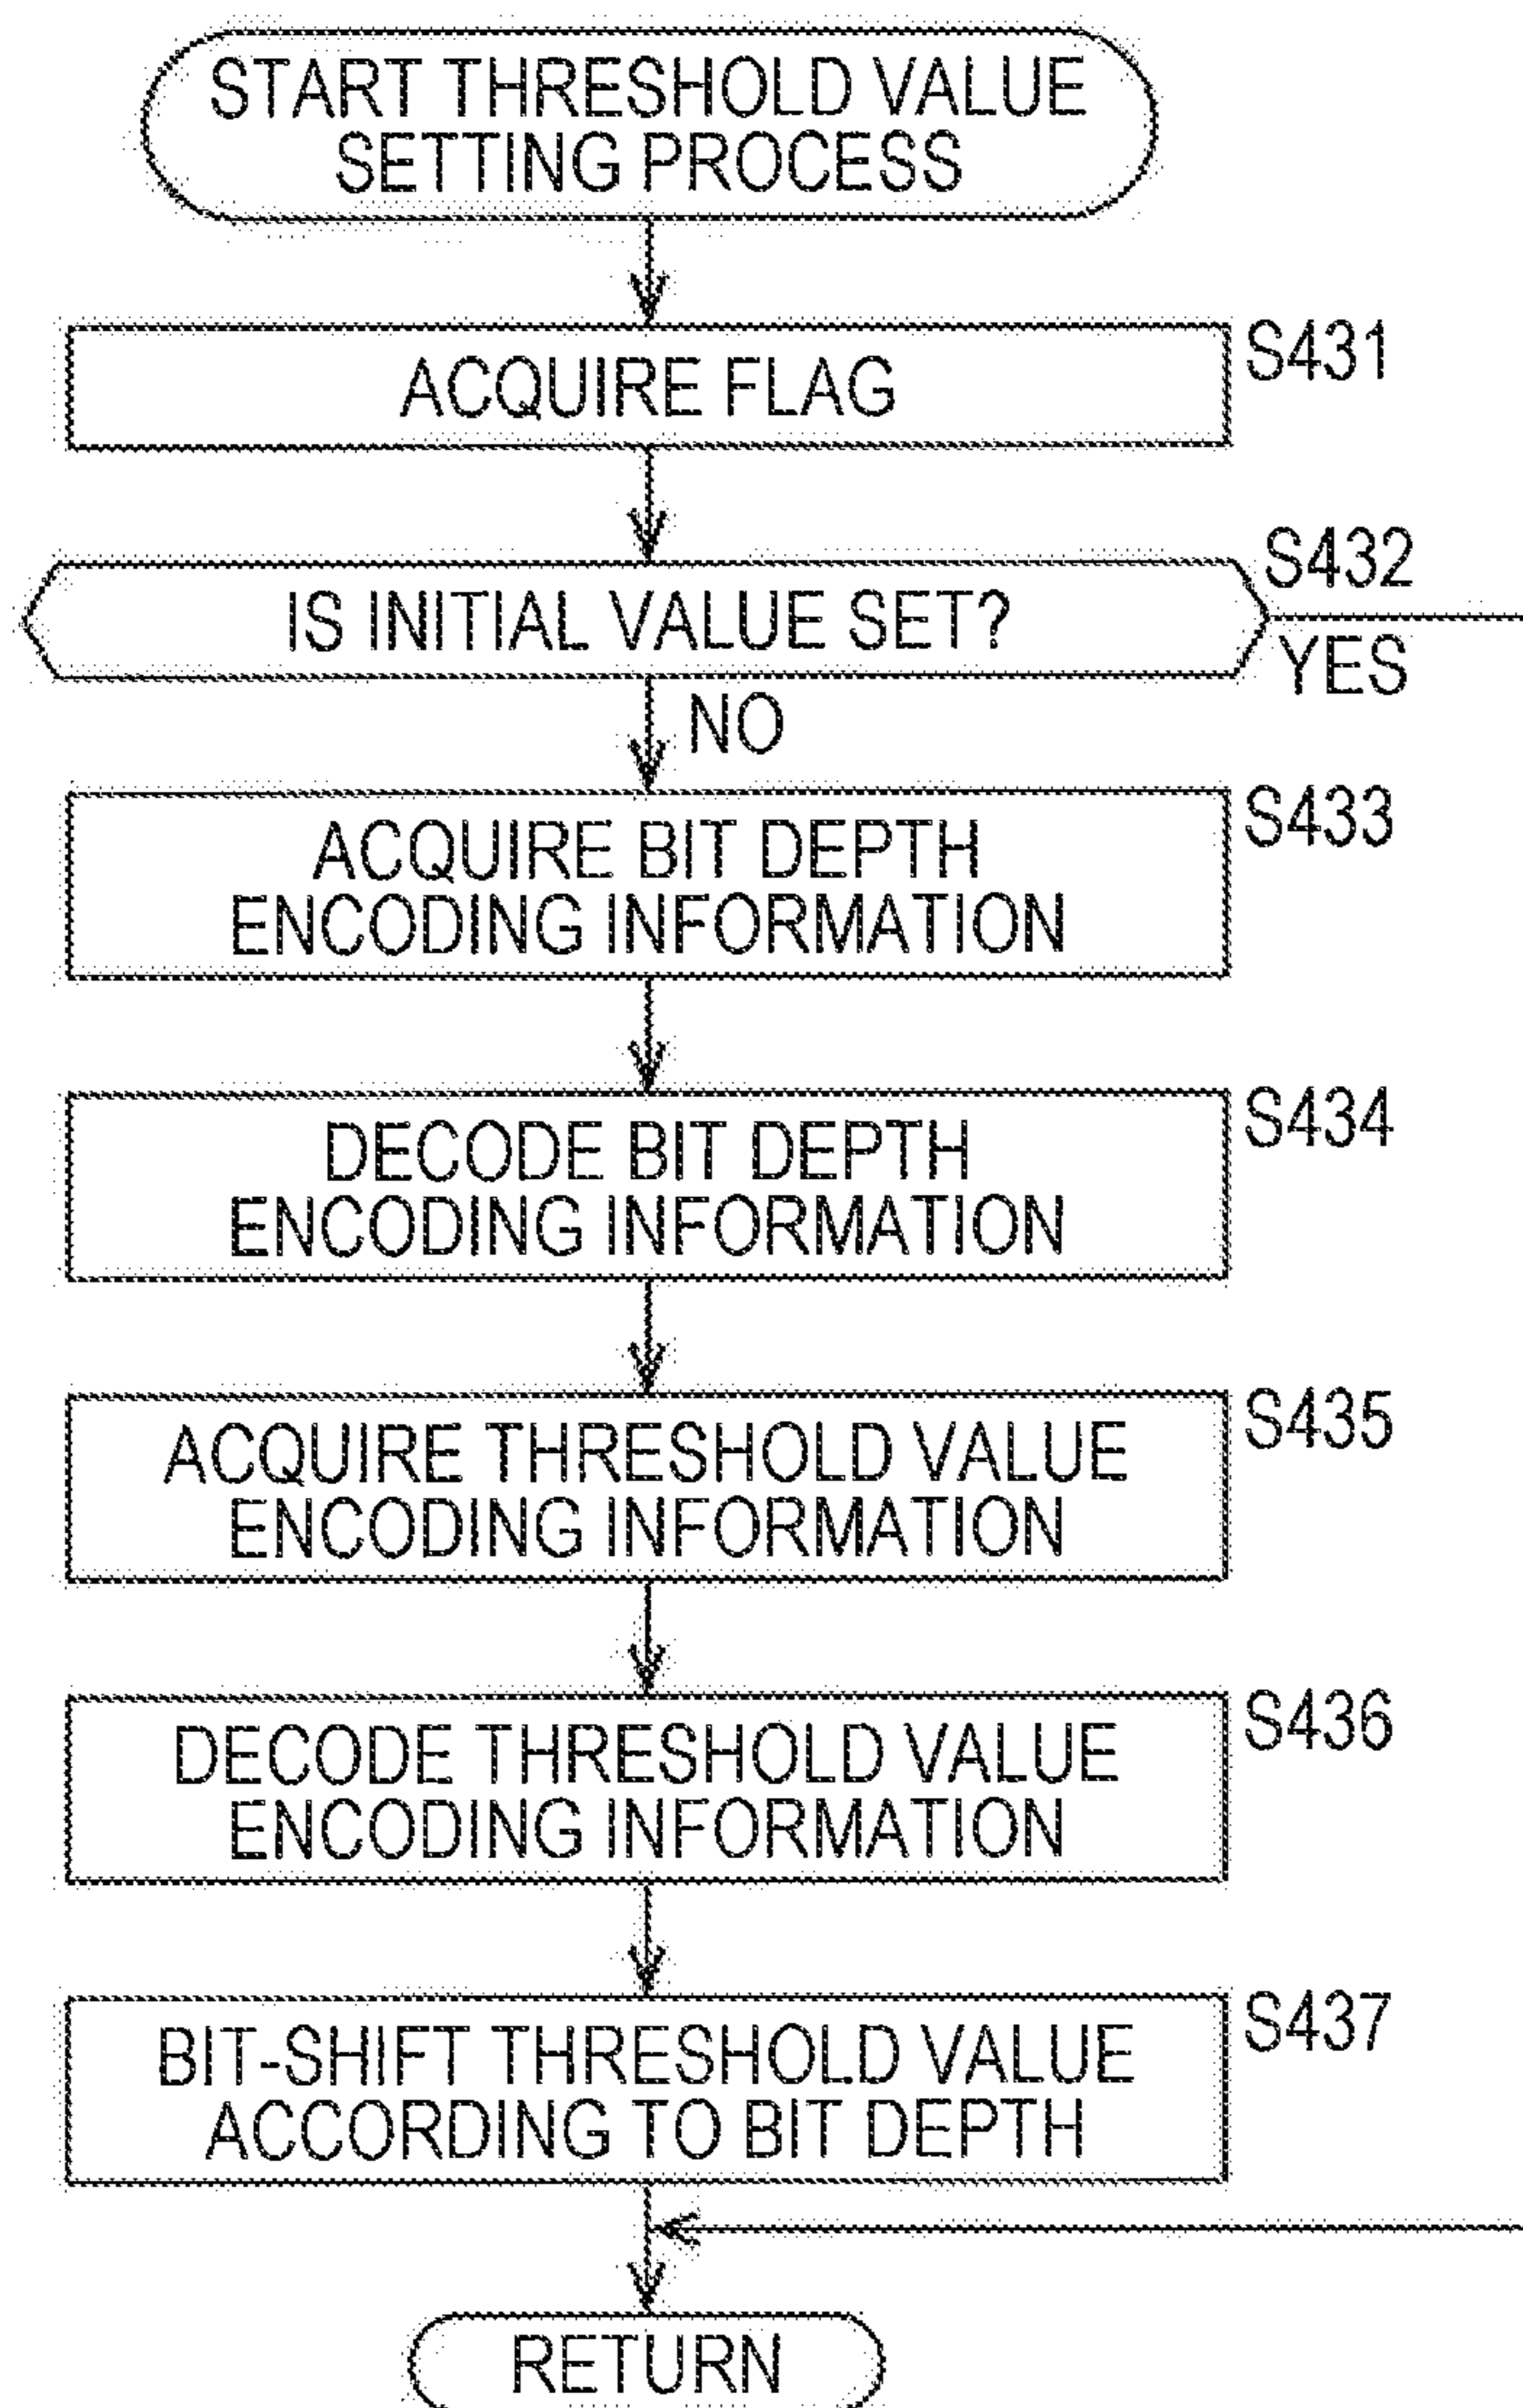 START THRESHOLD VALUE
SETTING PROCESS
ACQUIRE FLAG
S431
IS INITIAL VALUE SET?
S432
YES
NO
ACQUIRE BIT DEPTH
ENCODING INFORMATION
S433
DECODE BIT DEPTH
ENCODING INFORMATION
S434
ACQUIRE THRESHOLD VALUE
ENCODING INFORMATION
S435
DECODE THRESHOLD VALUE
ENCODING INFORMATION
S436
BIT-SHIFT THRESHOLD VALUE
ACCORDING TO BIT DEPTH
S437
RETURN